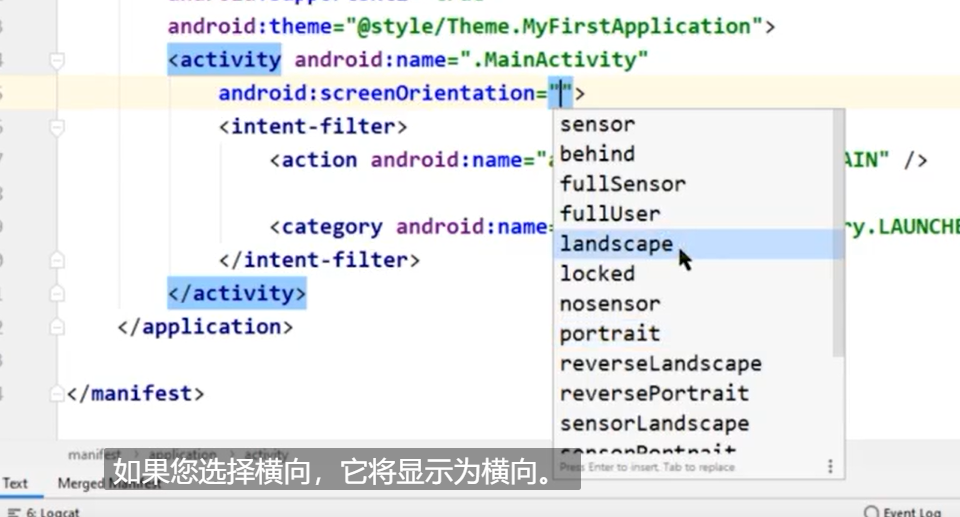 android:theme="@style/Theme.MyFirstApplication">
<activity android:name=".MainActivity"
android:screenOrientation="">
<intent-filter>
<action android:name="a AIN" />
<category android:name= ry.LAUNCHE
</intent-filter>
</activity>
</application>
</manifest>
sensor
behind
fullSensor
fullUser
landscape
locked
nosensor
portrait
reverseLandscape
reversePortrait
sensorLandscape
sensorPortrait
Press Enter to insert, Tab to replace
manifest application activity
如果您选择横向，它将显示为横向。
Text Merged Manifest
6: Logcat Event Log